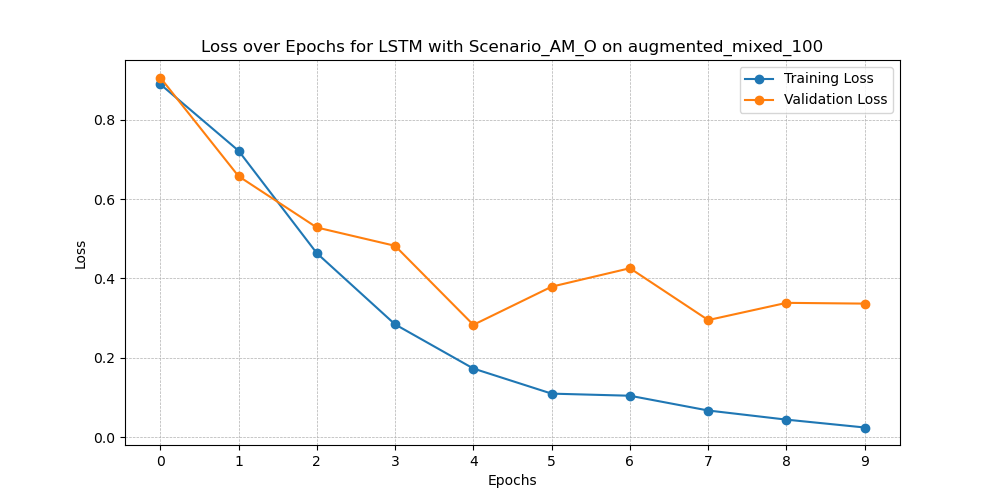 Loss over Epochs for LSTM with Scenario_AM_O on augmented_mixed_100
Training Loss
Validation Loss
Loss
0.8
0.6
0.4
0.2
0.0
0 1 2 3 4 5 6 7 8 9
Epochs